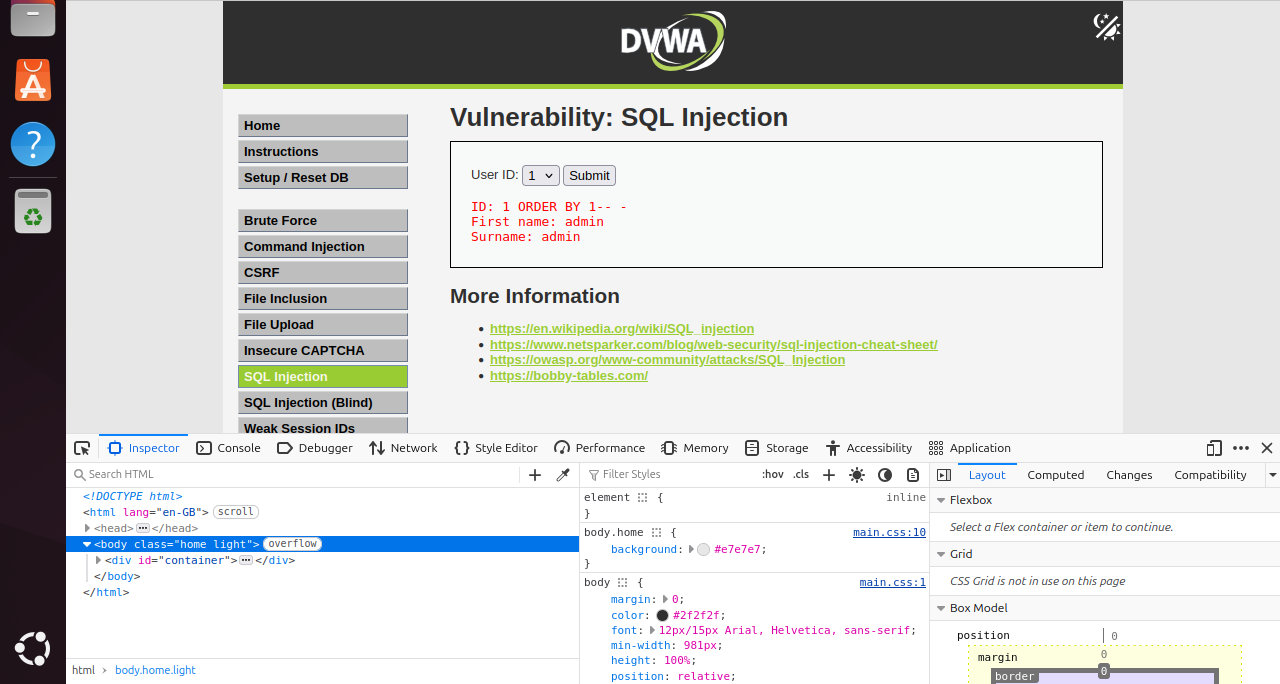 DVWA
Vulnerability: SQL Injection
Home
Instructions
Setup / Reset DB
Brute Force
Command Injection
CSRF
File Inclusion
File Upload
Insecure CAPTCHA
SQL Injection
SQL Injection (Blind)
Weak Session IDs
User ID: 1 Submit
ID: 1 ORDER BY 1-- -
First name: admin
Surname: admin
More Information
https://en.wikipedia.org/wiki/SQL_injection
https://www.netsparker.com/blog/web-security/sql-injection-cheat-sheet/
https://owasp.org/www-community/attacks/SQL_Injection
https://bobby-tables.com/
Inspector Console Debugger Network Style Editor Performance Memory Storage Accessibility Application
Search HTML
<!DOCTYPE html>
<html lang="en-GB"> scroll
<head> ••• </head>
<body class="home light"> overflow
<div id="container"> ••• </div>
</body>
</html>
html › body.home.light
Filter Styles :hov .cls
element { inline
}
body.home { main.css:10
background: #e7e7e7;
}
body { main.css:1
margin: 0;
color: #2f2f2f;
font: 12px/15px Arial, Helvetica, sans-serif;
min-width: 981px;
height: 100%;
position: relative;
Layout Computed Changes Compatibility
Flexbox
Select a Flex container or item to continue.
Grid
CSS Grid is not in use on this page
Box Model
position 0
margin 0
border 0